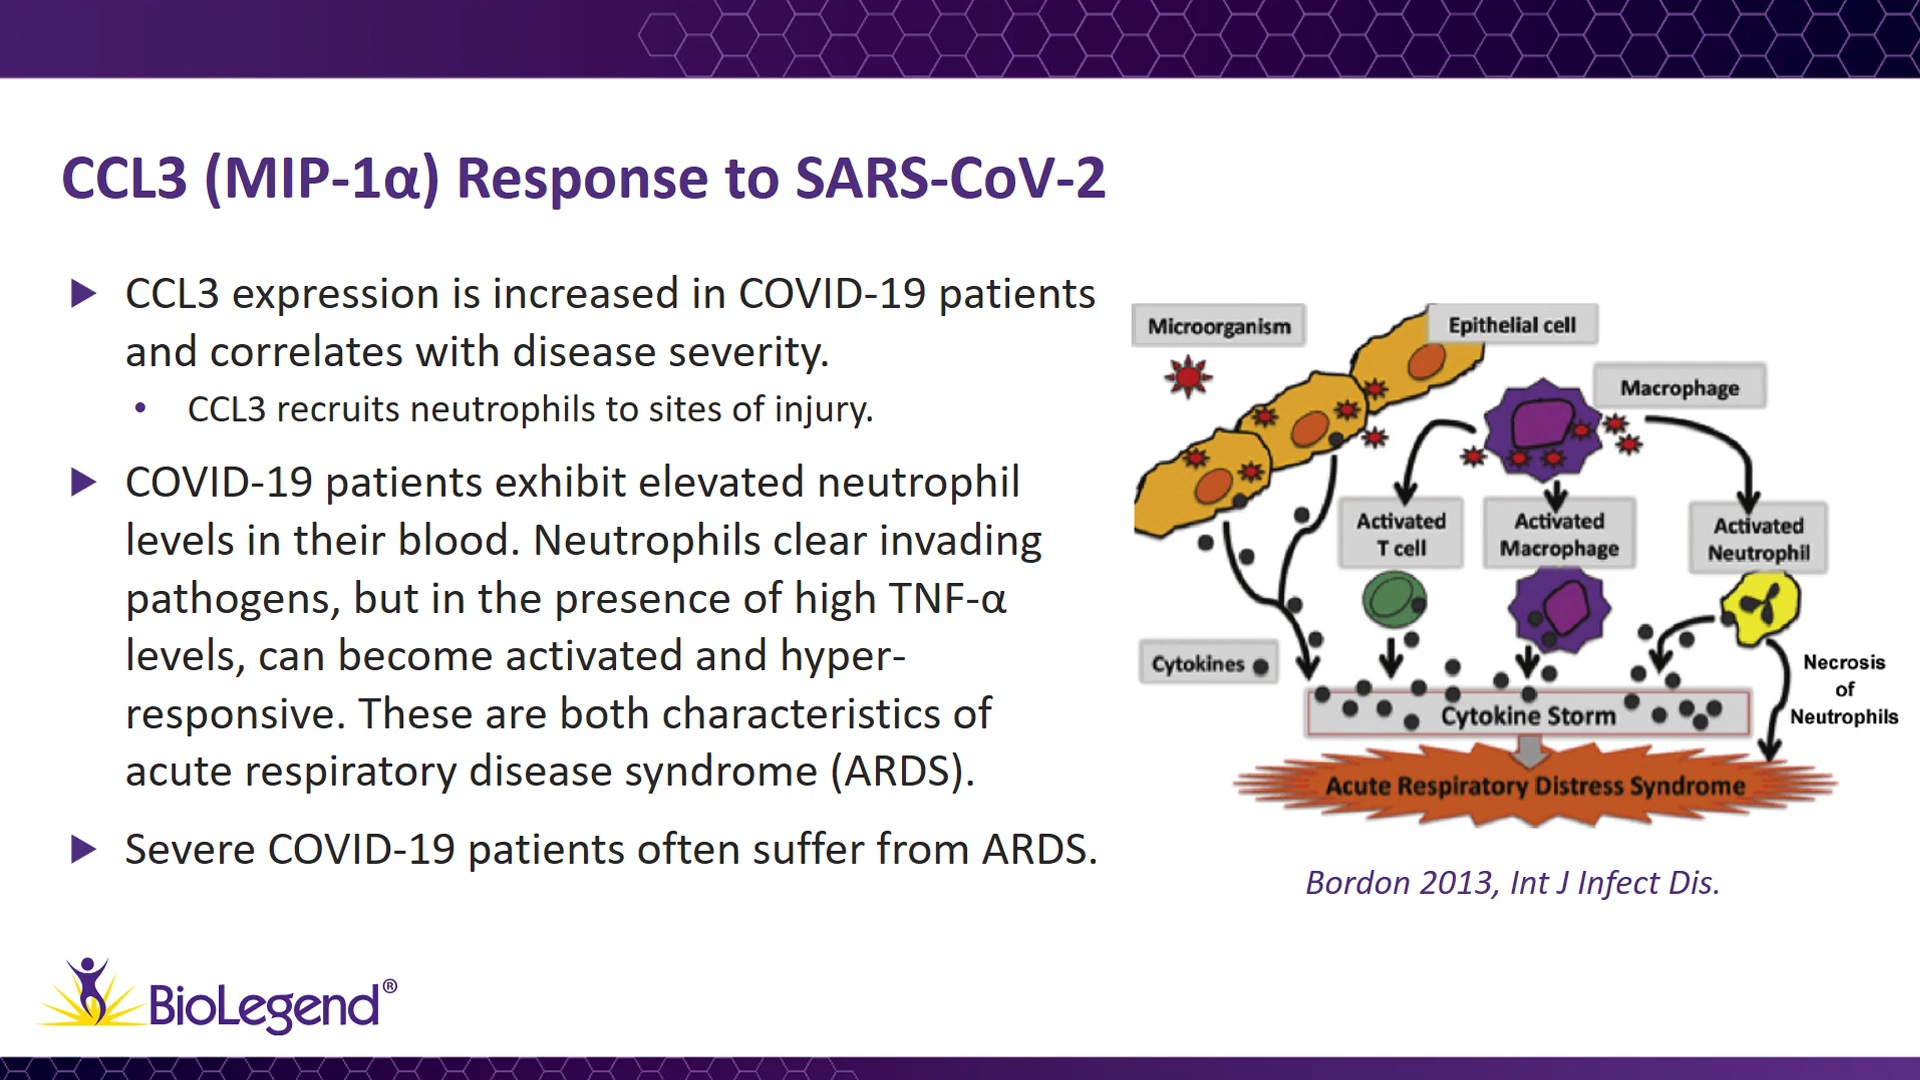 CCL3 (MIP-1α) Response to SARS-CoV-2
CCL3 expression is increased in COVID-19 patients
and correlates with disease severity.
• CCL3 recruits neutrophils to sites of injury.
COVID-19 patients exhibit elevated neutrophil
levels in their blood. Neutrophils clear invading
pathogens, but in the presence of high TNF-α
levels, can become activated and hyper-
responsive. These are both characteristics of
acute respiratory disease syndrome (ARDS).
Severe COVID-19 patients often suffer from ARDS.
Microorganism
Epithelial cell
Macrophage
Activated
T cell
Activated
Macrophage
Activated
Neutrophil
Cytokines
Necrosis
of
Neutrophils
Cytokine Storm
Acute Respiratory Distress Syndrome
Bordon 2013, Int J Infect Dis.
BioLegend®